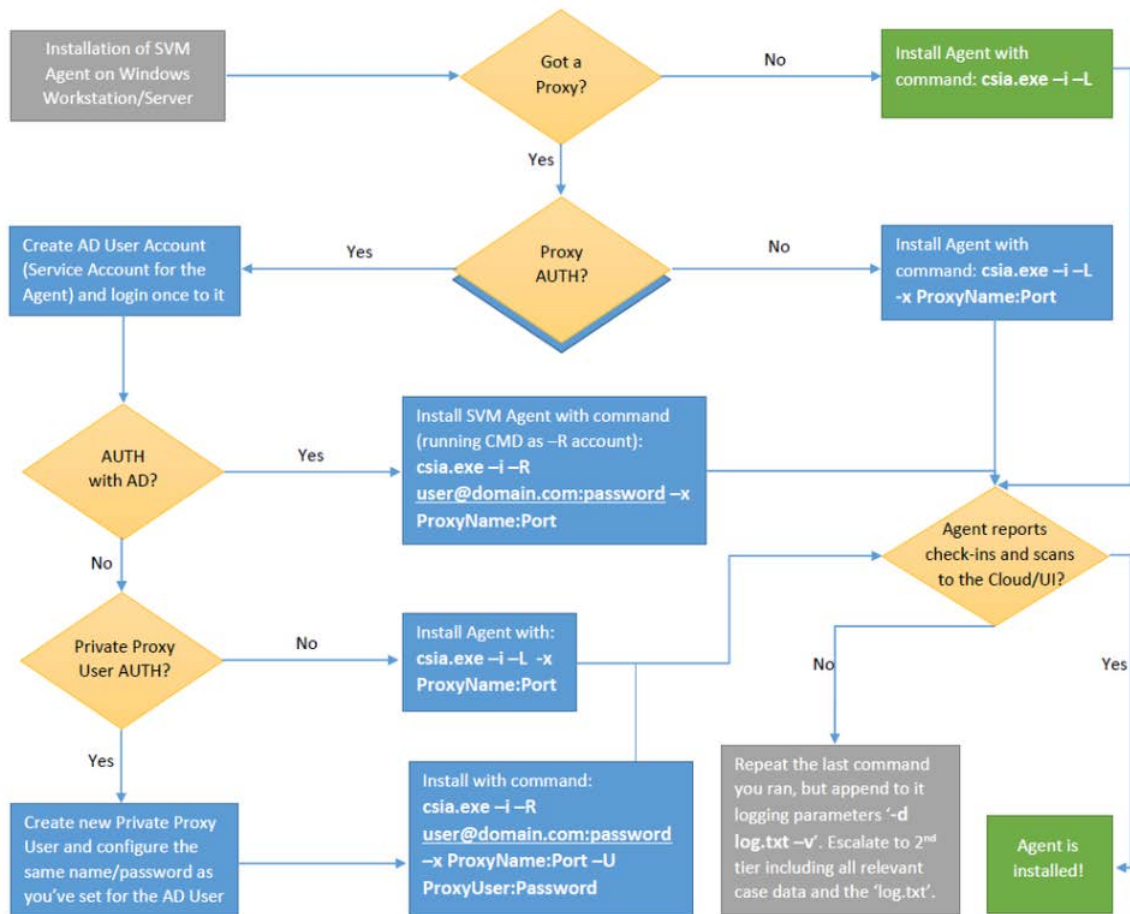 Installation of SVM
Agent on Windows
Workstation/Server
Got a
Proxy?
No
Install Agent with
command: csia.exe –i –L
Yes
Create AD User Account
(Service Account for the
Agent) and login once to it
Yes
Proxy
AUTH?
No
Install Agent with
command: csia.exe –i –L
-x ProxyName:Port
AUTH
with AD?
Yes
Install SVM Agent with command
(running CMD as –R account):
csia.exe –i –R
user@domain.com:password –x
ProxyName:Port
Agent reports
check-ins and scans
to the Cloud/UI?
No
Private Proxy
User AUTH?
No
Install Agent with:
csia.exe –i –L -x
ProxyName:Port
No
Yes
Yes
Create new Private Proxy
User and configure the
same name/password as
you've set for the AD User
Install with command:
csia.exe –i –R
user@domain.com:password
–x ProxyName:Port –U
ProxyUser:Password
Repeat the last command
you ran, but append to it
logging parameters '-d
log.txt –v'. Escalate to 2nd
tier including all relevant
case data and the 'log.txt'.
Agent is
installed!